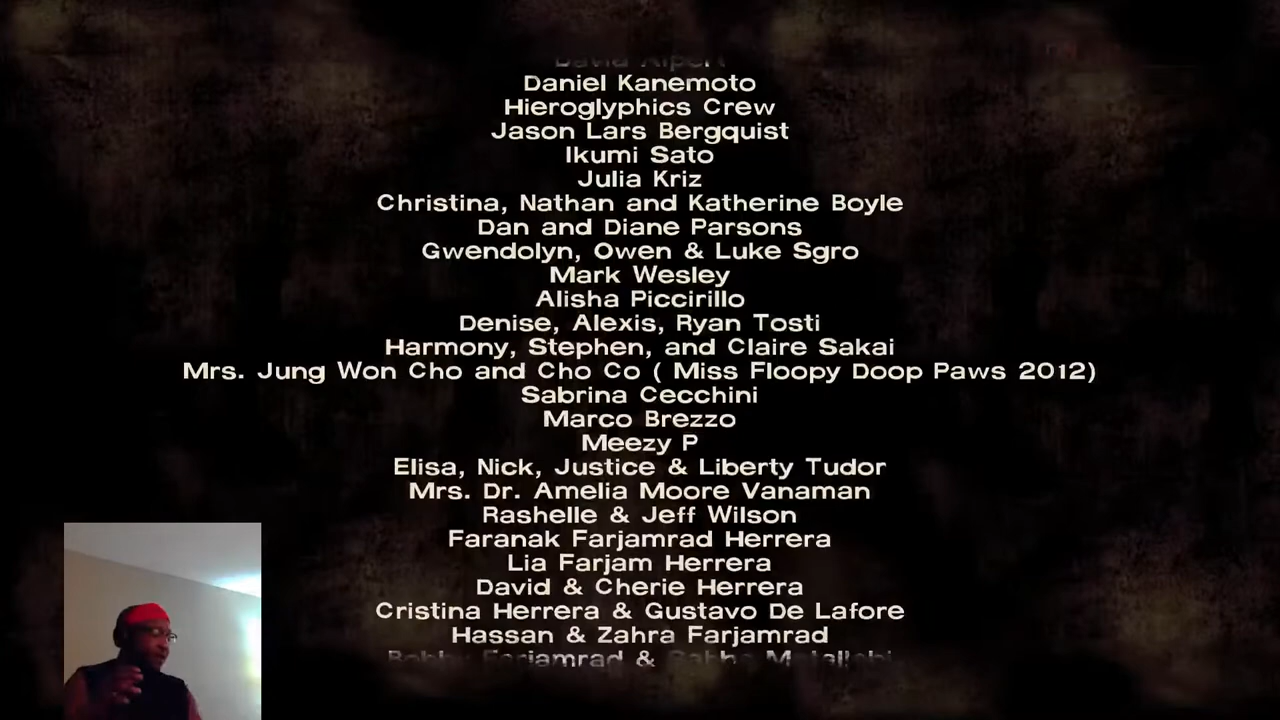 David Alpert
Daniel Kanemoto
Hieroglyphics Crew
Jason Lars Bergquist
Ikumi Sato
Julia Kriz
Christina, Nathan and Katherine Boyle
Dan and Diane Parsons
Gwendolyn, Owen & Luke Sgro
Mark Wesley
Alisha Piccirillo
Denise, Alexis, Ryan Tosti
Harmony, Stephen, and Claire Sakai
Mrs. Jung Won Cho and Cho Co ( Miss Floopy Doop Paws 2012)
Sabrina Cecchini
Marco Brezzo
Meezy P
Elisa, Nick, Justice & Liberty Tudor
Mrs. Dr. Amelia Moore Vanaman
Rashelle & Jeff Wilson
Faranak Farjamrad Herrera
Lia Farjam Herrera
David & Cherie Herrera
Cristina Herrera & Gustavo De Lafore
Hassan & Zahra Farjamrad
Bobby Farjamrad &